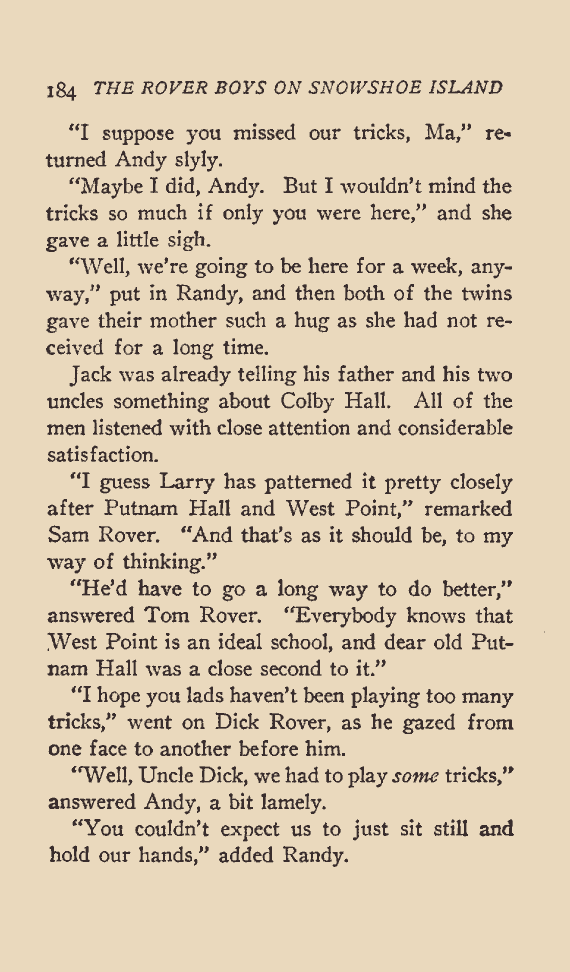 184 THE ROVER BOYS ON SNOWSHOE ISLAND
“I suppose you missed our tricks, Ma,” re-
turned Andy slyly.
“Maybe I did, Andy. But I wouldn’t mind the
tricks so much if only you were here,” and she
gave a little sigh.
“Well, we’re going to be here for a week, any-
way,” put in Randy, and then both of the twins
gave their mother such a hug as she had not re-
ceived for a long time.
Jack was already telling his father and his two
uncles something about Colby Hall. All of the
men listened with close attention and considerable
satisfaction.
“I guess Larry has patterned it pretty closely
after Putnam Hall and West Point,” remarked
Sam Rover. “And that’s as it should be, to my
way of thinking.”
“He’d have to go a long way to do better,”
answered Tom Rover. “Everybody knows that
West Point is an ideal school, and dear old Put-
nam Hall was a close second to it.”
“I hope you lads haven’t been playing too many
tricks,” went on Dick Rover, as he gazed from
one face to another before him.
“Well, Uncle Dick, we had to play some tricks,”
answered Andy, a bit lamely.
“You couldn’t expect us to just sit still and
hold our hands,” added Randy.